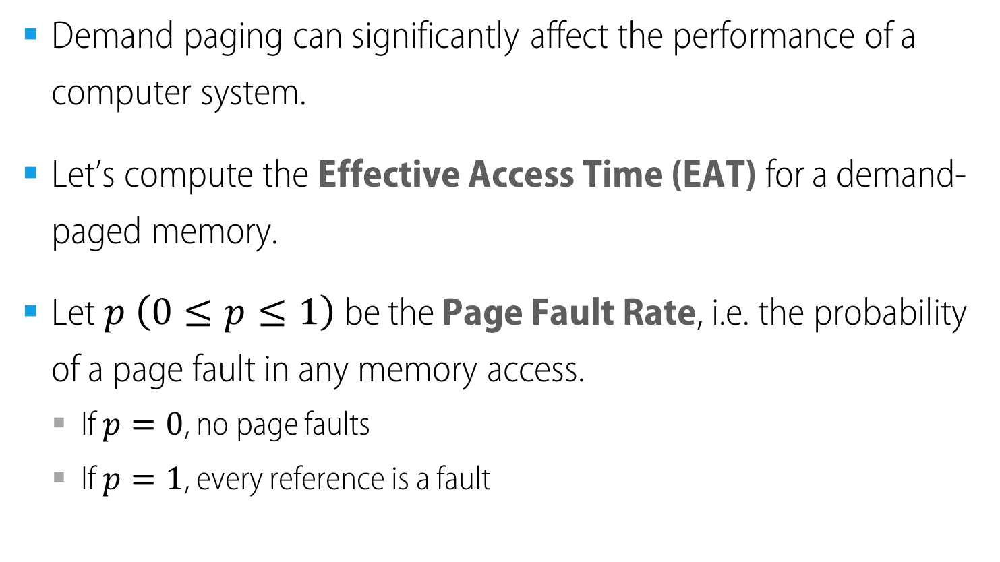 ▪ Demand paging can significantly affect the performance of a
computer system.
▪ Let’s compute the Effective Access Time (EAT) for a demand-
paged memory.
▪ Let p (0 ≤ p ≤ 1) be the Page Fault Rate, i.e. the probability
of a page fault in any memory access.
▪ If p = 0, no page faults
▪ If p = 1, every reference is a fault